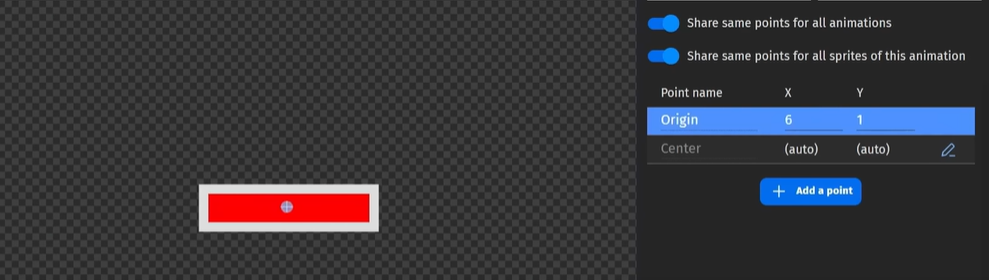 Share same points for all animations
Share same points for all sprites of this animation
Point name X Y
Origin 6 1
Center (auto) (auto)
+ Add a point